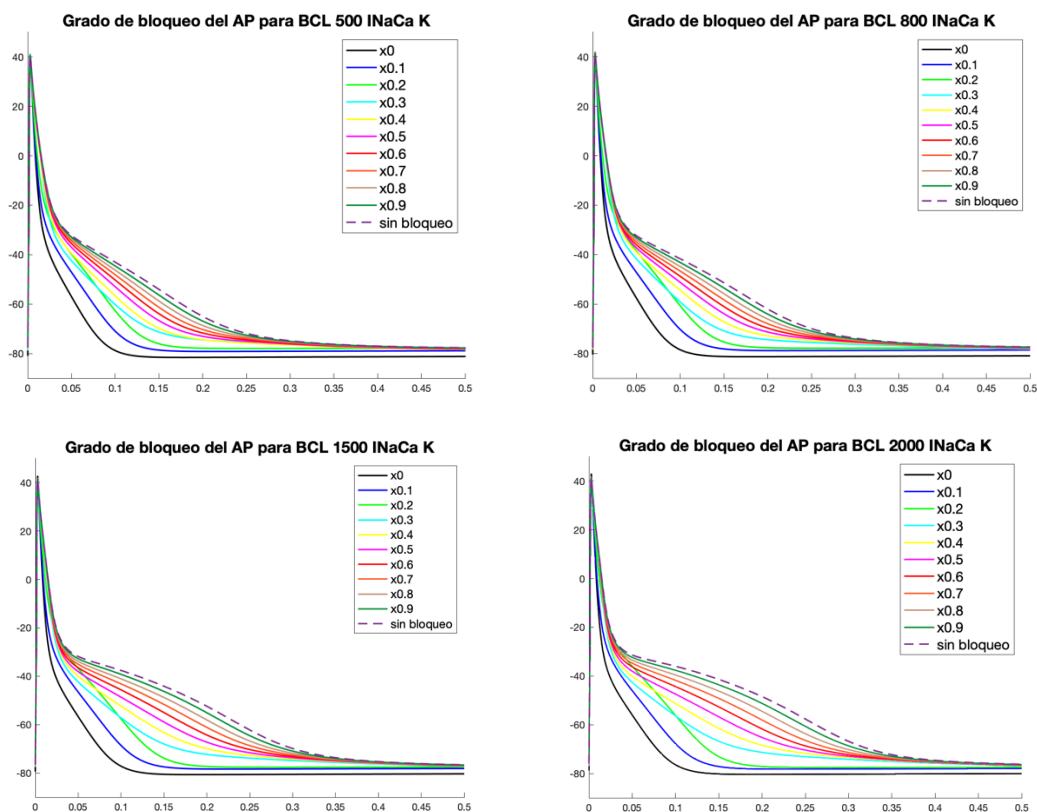 Grado de bloqueo del AP para BCL 500 INaCa K
40
20
0
-20
-40
-60
-80
0 0.05 0.1 0.15 0.2 0.25 0.3 0.35 0.4 0.45 0.5
x0
x0.1
x0.2
x0.3
x0.4
x0.5
x0.6
x0.7
x0.8
x0.9
sin bloqueo
Grado de bloqueo del AP para BCL 800 INaCa K
40
20
0
-20
-40
-60
-80
0 0.05 0.1 0.15 0.2 0.25 0.3 0.35 0.4 0.45 0.5
x0
x0.1
x0.2
x0.3
x0.4
x0.5
x0.6
x0.7
x0.8
x0.9
sin bloqueo
Grado de bloqueo del AP para BCL 1500 INaCa K
40
20
0
-20
-40
-60
-80
0 0.05 0.1 0.15 0.2 0.25 0.3 0.35 0.4 0.45 0.5
x0
x0.1
x0.2
x0.3
x0.4
x0.5
x0.6
x0.7
x0.8
x0.9
sin bloqueo
Grado de bloqueo del AP para BCL 2000 INaCa K
40
20
0
-20
-40
-60
-80
0 0.05 0.1 0.15 0.2 0.25 0.3 0.35 0.4 0.45 0.5
x0
x0.1
x0.2
x0.3
x0.4
x0.5
x0.6
x0.7
x0.8
x0.9
sin bloqueo